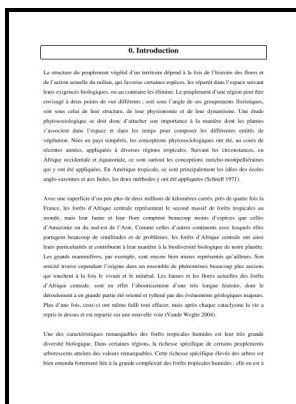 0. Introduction
La structure du peuplement végétal d'un territoire dépend à la fois de l'histoire des flores et
de l'action actuelle du milieu, qui favorise certaines espèces, les répartit dans l'espace suivant
leurs exigences biologiques, ou au contraire les élimine. Le peuplement d'une région peut être
envisagé à deux points de vue différents : soit sous l'angle de ses groupements floristiques,
soit sous celui de leur structure, de leur physionomie et de leur dynamisme. Une étude
phytosociologique se doit donc d'attacher son importance à la manière dont les plantes
s'associent dans l'espace et dans les temps pour composer les différentes entités de
végétation. Nées en pays tempérés, les conceptions phytosociologiques ont été, au cours de
récentes années, appliquées à diverses régions tropicales. Suivant les circonstances, en
Afrique occidentale et équatoriale, ce sont surtout les conceptions zuricho-montpelliéraines
qui y ont été appliquées. En Amérique tropicale, ce sont principalement les idées des écoles
anglo-saxonnes et aux Indes, les deux méthodes y ont été appliquées (Schnell 1971).
Avec une superficie d'un peu plus de deux millions de kilomètres carrés, près de quatre fois la
France, les forêts d'Afrique centrale représentent le second massif de forêts tropicales au
monde, mais leur faune et leur flore comptent beaucoup moins d'espèces que celles
d'Amazonie ou du sud-est de l'Asie. Comme celles d'autres continents avec lesquels elles
partagent beaucoup de similitudes et de problèmes, les forêts d'Afrique centrale ont ainsi
leurs particularités et contribuent à leur manière à la biodiversité biologique de notre planète.
Les grands mammifères, par exemple, sont encore bien mieux représentés qu'ailleurs. Son
unicité trouve cependant l'origine dans un ensemble de phénomènes beaucoup plus anciens
qui touchent à la fois le vivant et le minéral. Les faunes et les flores actuelles des forêts
d'Afrique centrale, sont en effet l'aboutissement d'une très longue histoire, dont le
déroulement a en grande partie été orienté et rythmé par des événements géologiques majeurs.
Plus d'une fois, ceux-ci ont même failli tout effacer, mais après chaque cataclysme la vie a
repris le dessus et est repartie sur une nouvelle voie (Vande Weghe 2004).
Une des caractéristiques remarquables des forêts tropicales humides est leur très grande
diversité biologique. Dans certaines régions, la richesse spécifique de certains peuplements
arborescents atteint des valeurs remarquables. Cette richesse spécifique élevée des arbres est
bien entendu fortement liée à la grande complexité des forêts tropicales humides : elle en est à